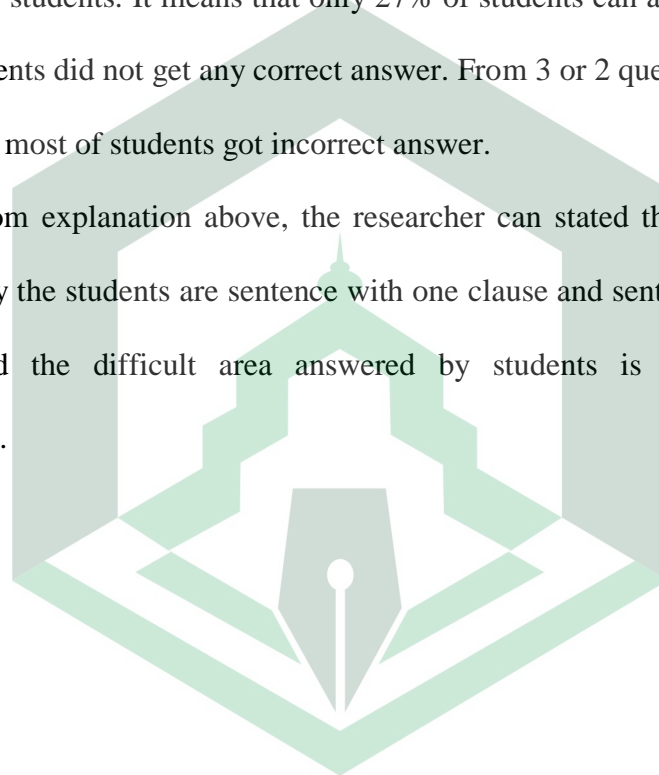 students. It means that only 27% of students can a
ents did not get any correct answer. From 3 or 2 que
most of students got incorrect answer.
om explanation above, the researcher can stated th
y the students are sentence with one clause and sent
d the difficult area answered by students is
.